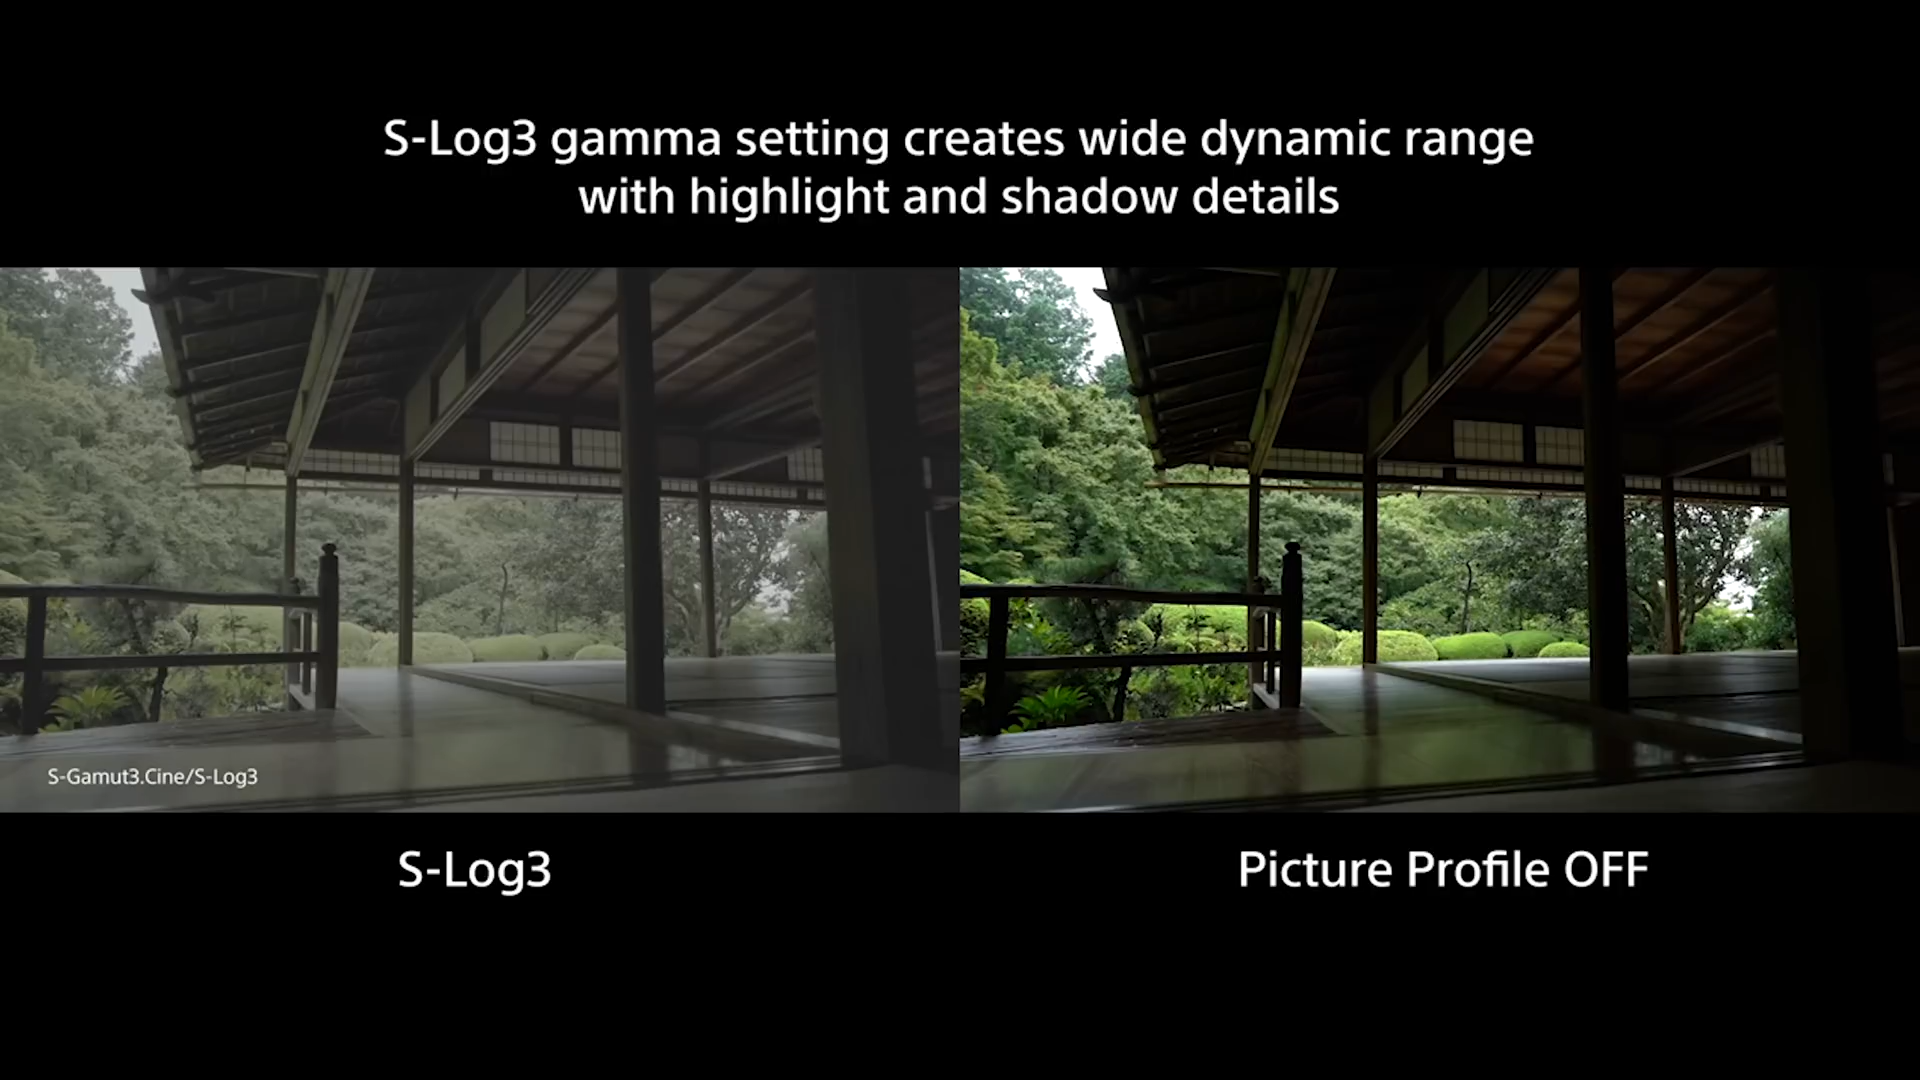 S-Log3 gamma setting creates wide dynamic range
with highlight and shadow details
S-Gamut3.Cine/S-Log3
S-Log3
Picture Profile OFF